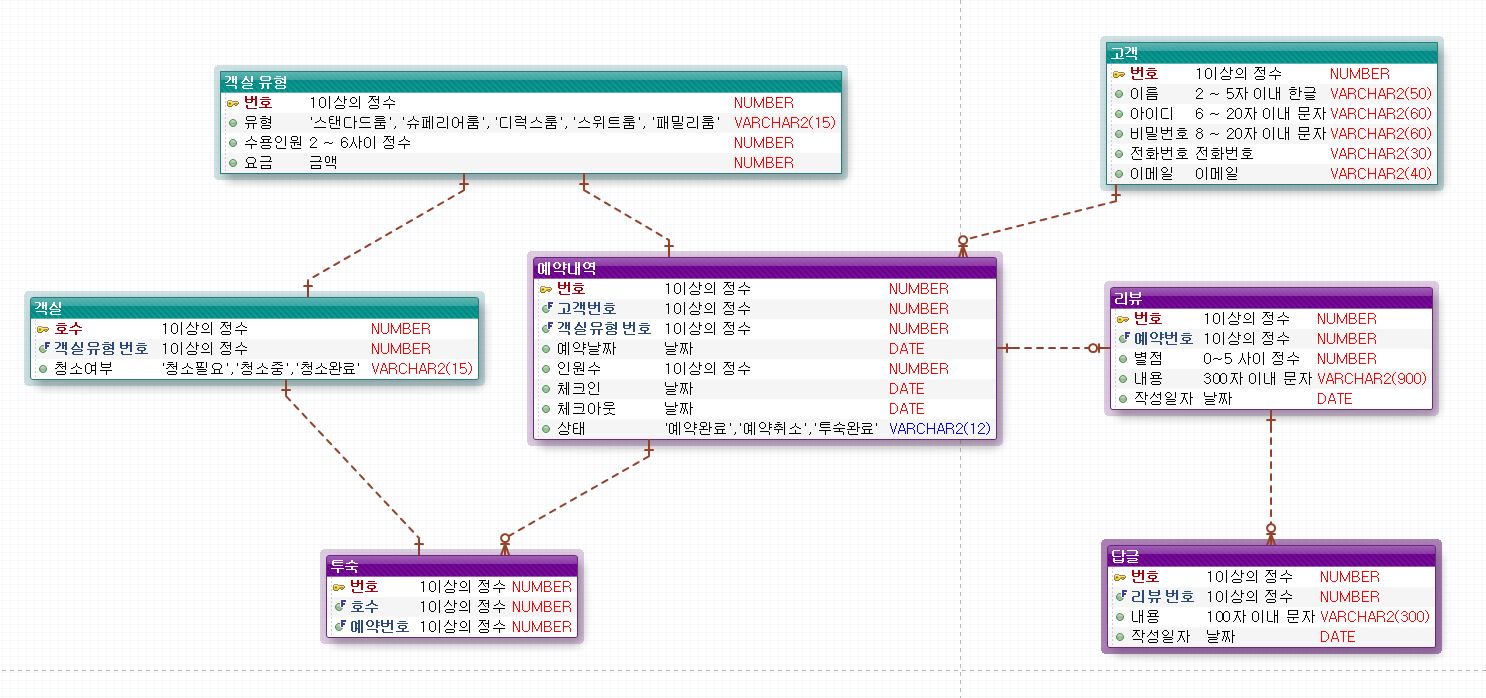 객실 유형
번호 1이상의 정수 NUMBER
유형 '스탠다드룸', '슈페리어룸', '디럭스룸', '스위트룸', '패밀리룸' VARCHAR2(15)
수용인원 2 ~ 6사이 정수 NUMBER
요금 금액 NUMBER
고객
번호 1이상의 정수 NUMBER
이름 2 ~ 5자 이내 한글 VARCHAR2(50)
아이디 6 ~ 20자 이내 문자 VARCHAR2(60)
비밀번호 8 ~ 20자 이내 문자 VARCHAR2(60)
전화번호 전화번호 VARCHAR2(30)
이메일 이메일 VARCHAR2(40)
객실
호수 1이상의 정수 NUMBER
객실유형 번호 1이상의 정수 NUMBER
청소여부 '청소필요','청소중','청소완료' VARCHAR2(15)
예약내역
번호 1이상의 정수 NUMBER
고객번호 1이상의 정수 NUMBER
객실유형 번호 1이상의 정수 NUMBER
예약날짜 날짜 DATE
인원수 1이상의 정수 NUMBER
체크인 날짜 DATE
체크아웃 날짜 DATE
상태 '예약완료','예약취소','투숙완료' VARCHAR2(12)
리뷰
번호 1이상의 정수 NUMBER
예약번호 1이상의 정수 NUMBER
별점 0~5 사이 정수 NUMBER
내용 300자 이내 문자 VARCHAR2(900)
작성일자 날짜 DATE
투숙
번호 1이상의 정수 NUMBER
호수 1이상의 정수 NUMBER
예약번호 1이상의 정수 NUMBER
답글
번호 1이상의 정수 NUMBER
리뷰 번호 1이상의 정수 NUMBER
내용 100자 이내 문자 VARCHAR2(300)
작성일자 날짜 DATE